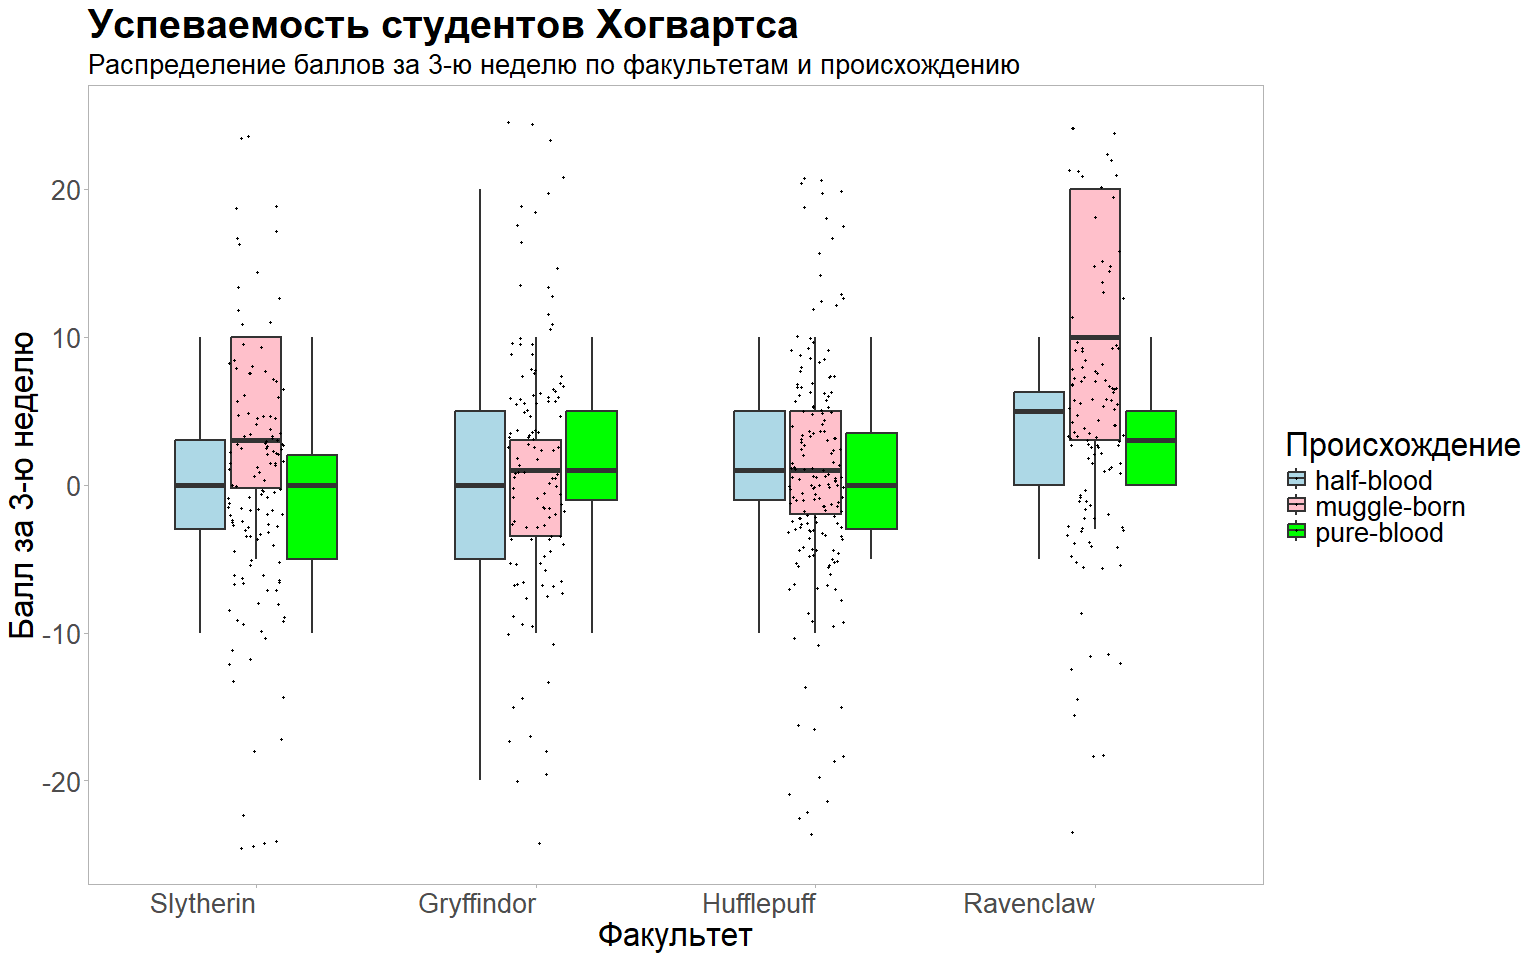 Успеваемость студентов Хогвартса
Распределение баллов за 3-ю неделю по факультетам и происхождению
Балл за 3-ю неделю
20
10
0
-10
-20
Slytherin
Gryffindor
Hufflepuff
Ravenclaw
Факультет
Происхождение
half-blood
muggle-born
pure-blood